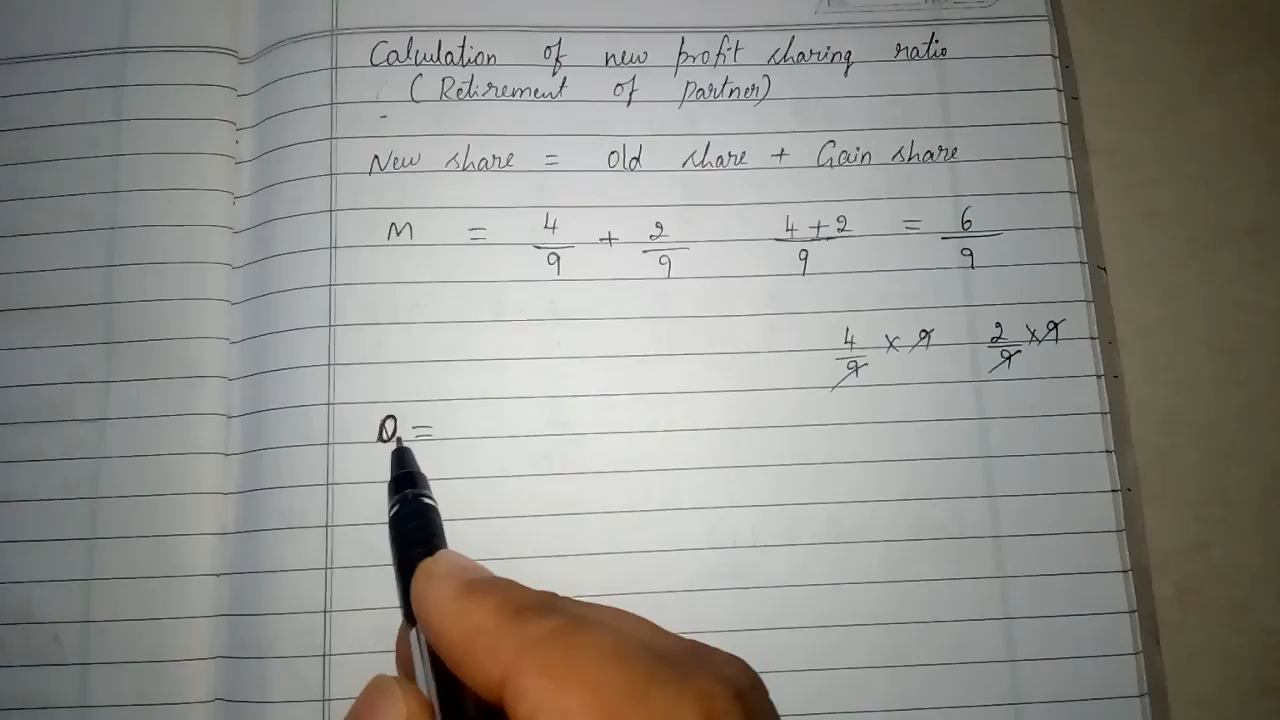 Calculation of new profit sharing ratio
(Retirement of partner)
New share = Old share + Gain share
M = 4/9 + 2/9 4+2/9 = 6/9
4/9 × 9 2/9 × 9
O =